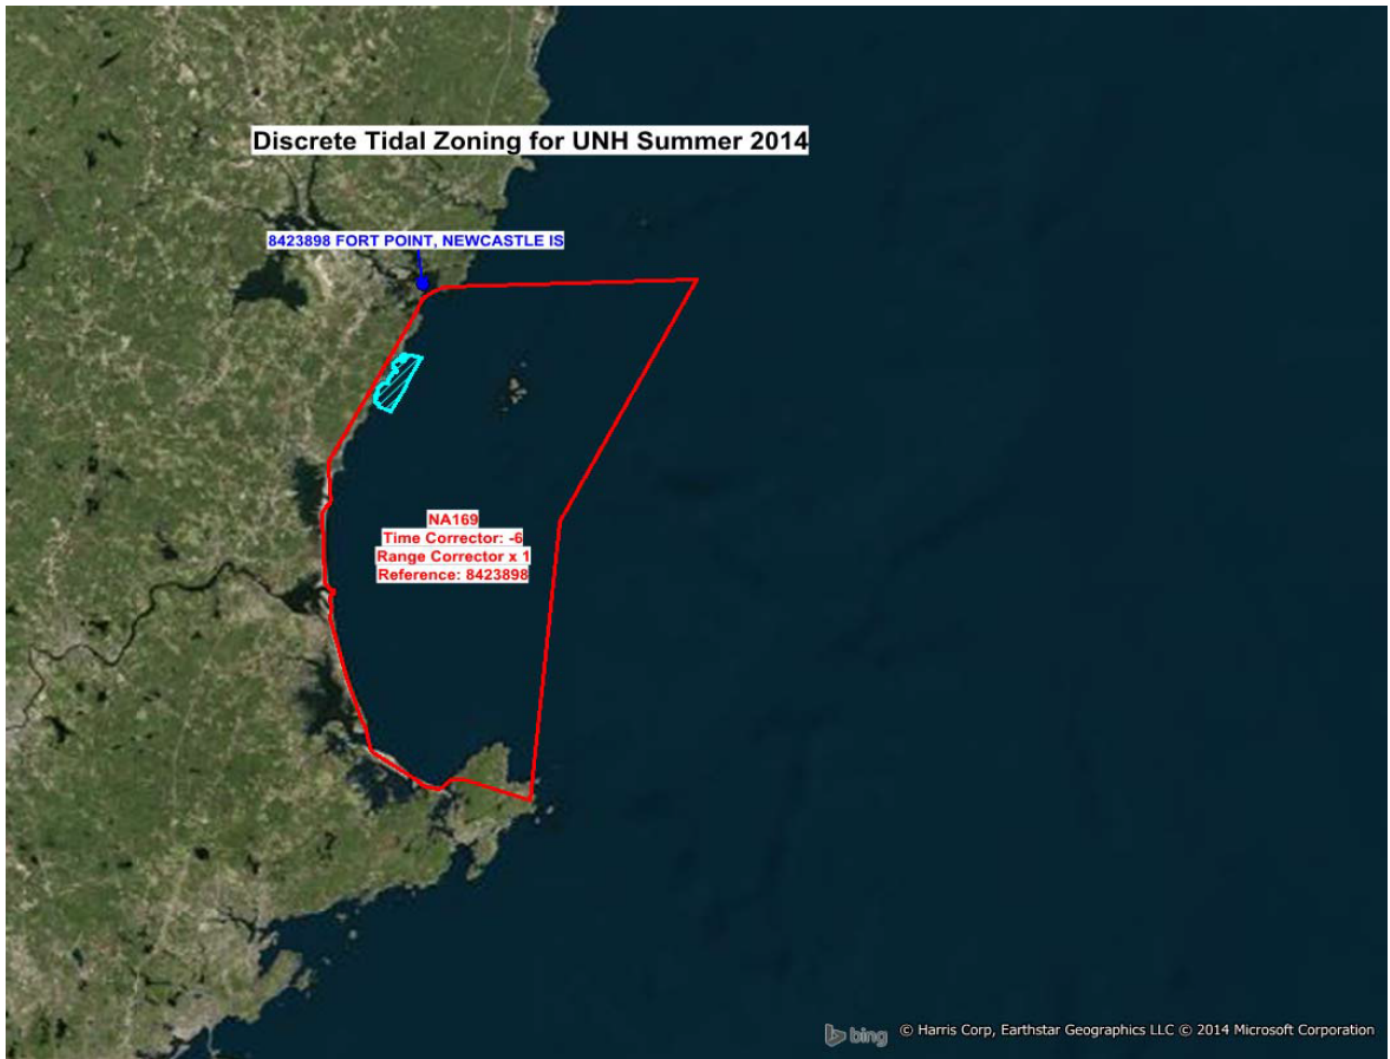 Discrete Tidal Zoning for UNH Summer 2014
8423898 FORT POINT, NEWCASTLE IS
NA169
Time Corrector: -6
Range Corrector x 1
Reference: 8423898
bing
© Harris Corp, Earthstar Geographics LLC © 2014 Microsoft Corporation